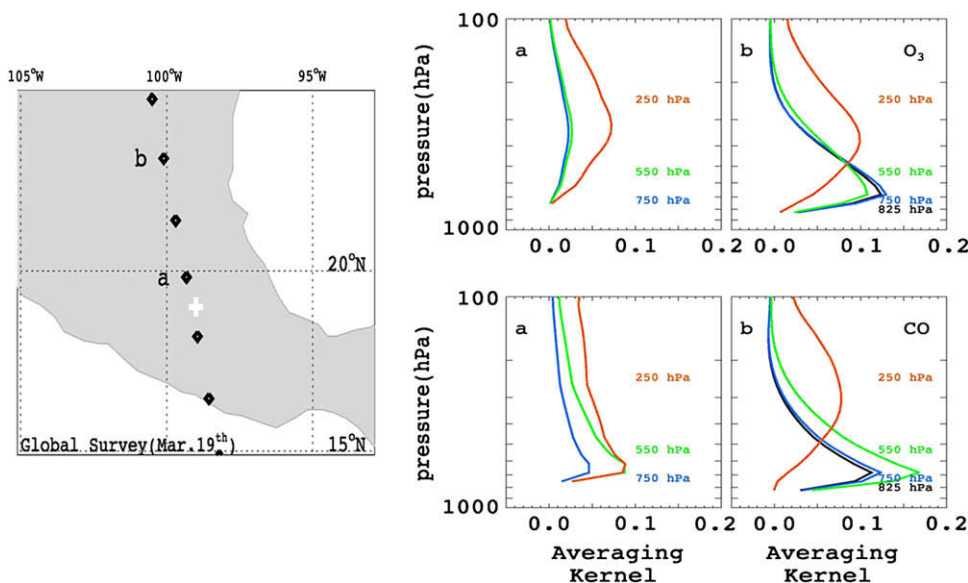 105°W
100°W
95°W
b
a
20°N
15°N
Global Survey(Mar.19th)
100
pressure(hPa)
1000
a
250 hPa
550 hPa
750 hPa
0.0
0.1
0.2
b
O3
250 hPa
550 hPa
750 hPa
825 hPa
0.0
0.1
0.2
100
pressure(hPa)
1000
a
250 hPa
550 hPa
750 hPa
0.0
0.1
0.2
Averaging
Kernel
b
CO
250 hPa
550 hPa
750 hPa
825 hPa
0.0
0.1
0.2
Averaging
Kernel